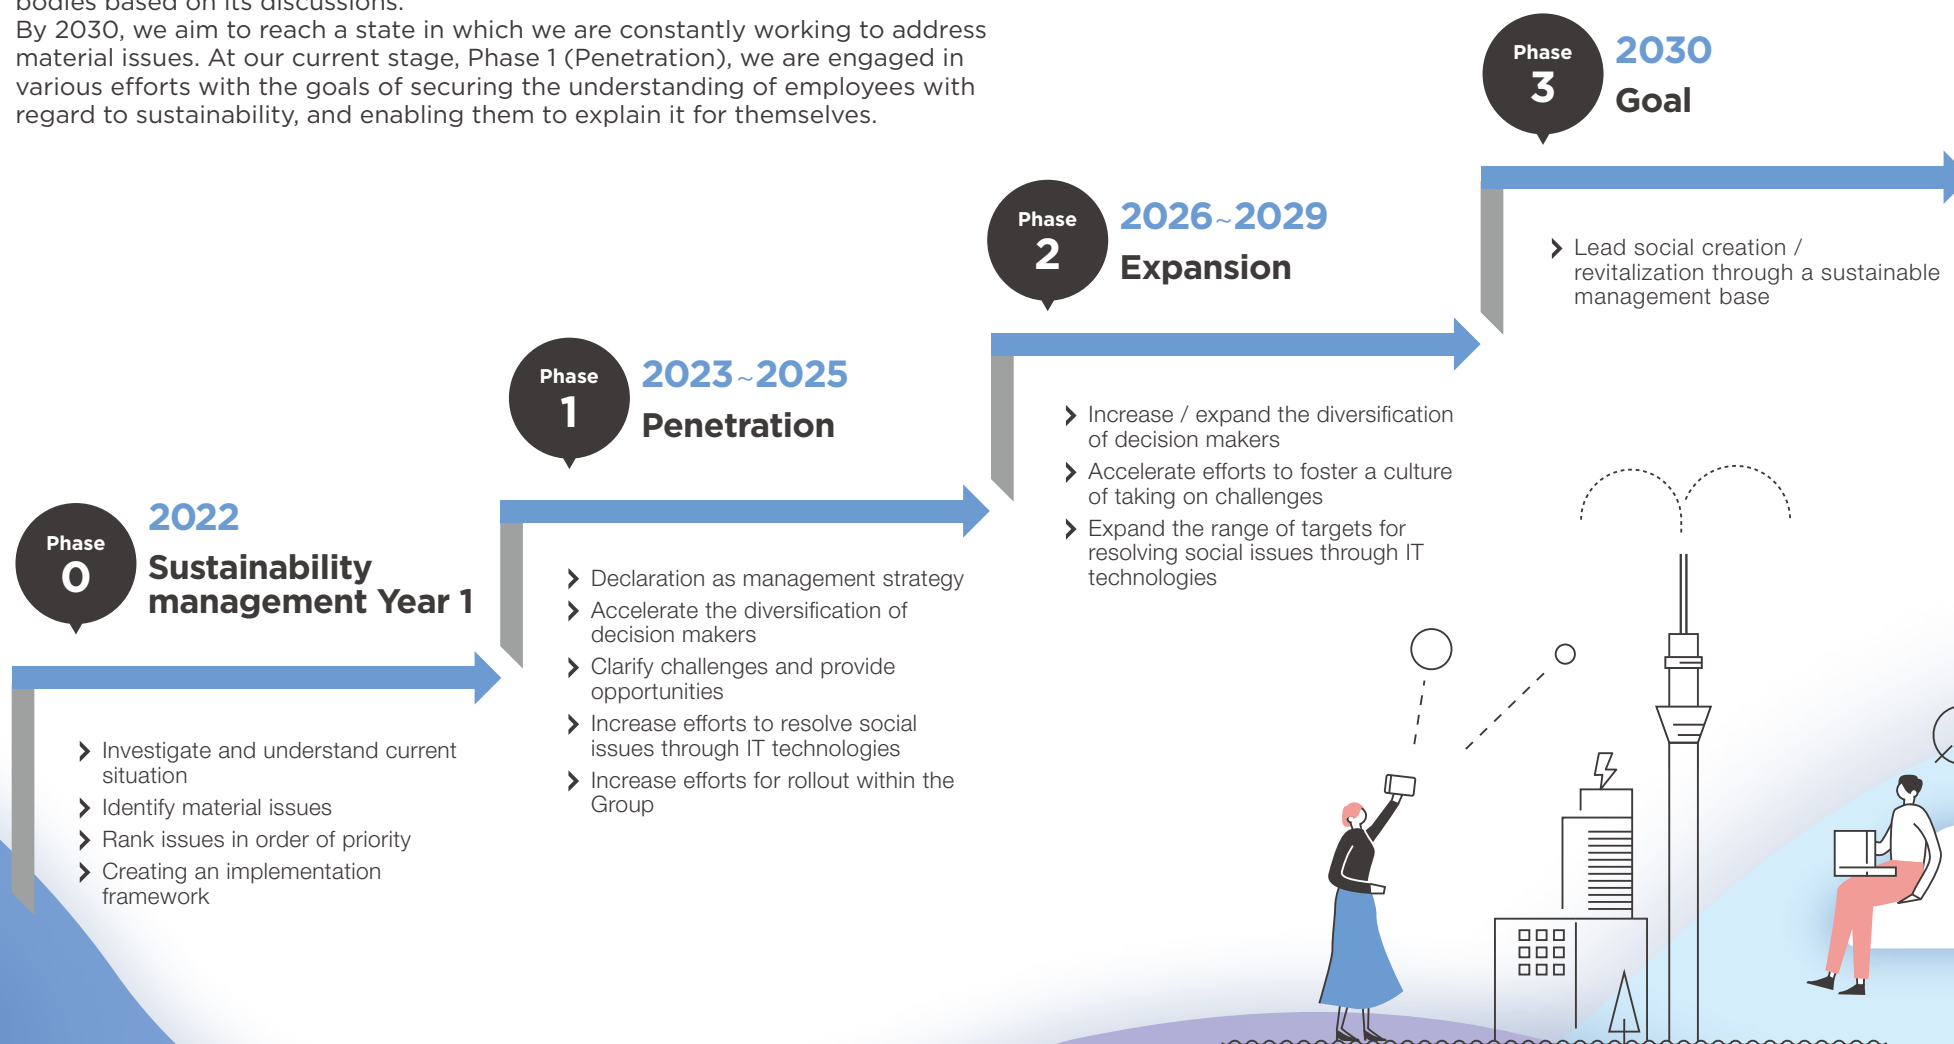 bodies based on its discussions.
By 2030, we aim to reach a state in which we are constantly working to address
material issues. At our current stage, Phase 1 (Penetration), we are engaged in
various efforts with the goals of securing the understanding of employees with
regard to sustainability, and enabling them to explain it for themselves.
Phase
0
2022
Sustainability
management Year 1
Investigate and understand current
situation
Identify material issues
Rank issues in order of priority
Creating an implementation
framework
Phase
1
2023~2025
Penetration
Declaration as management strategy
Accelerate the diversification of
decision makers
Clarify challenges and provide
opportunities
Increase efforts to resolve social
issues through IT technologies
Increase efforts for rollout within the
Group
Phase
2
2026~2029
Expansion
Increase / expand the diversification
of decision makers
Accelerate efforts to foster a culture
of taking on challenges
Expand the range of targets for
resolving social issues through IT
technologies
Phase
3
2030
Goal
Lead social creation /
revitalization through a sustainable
management base